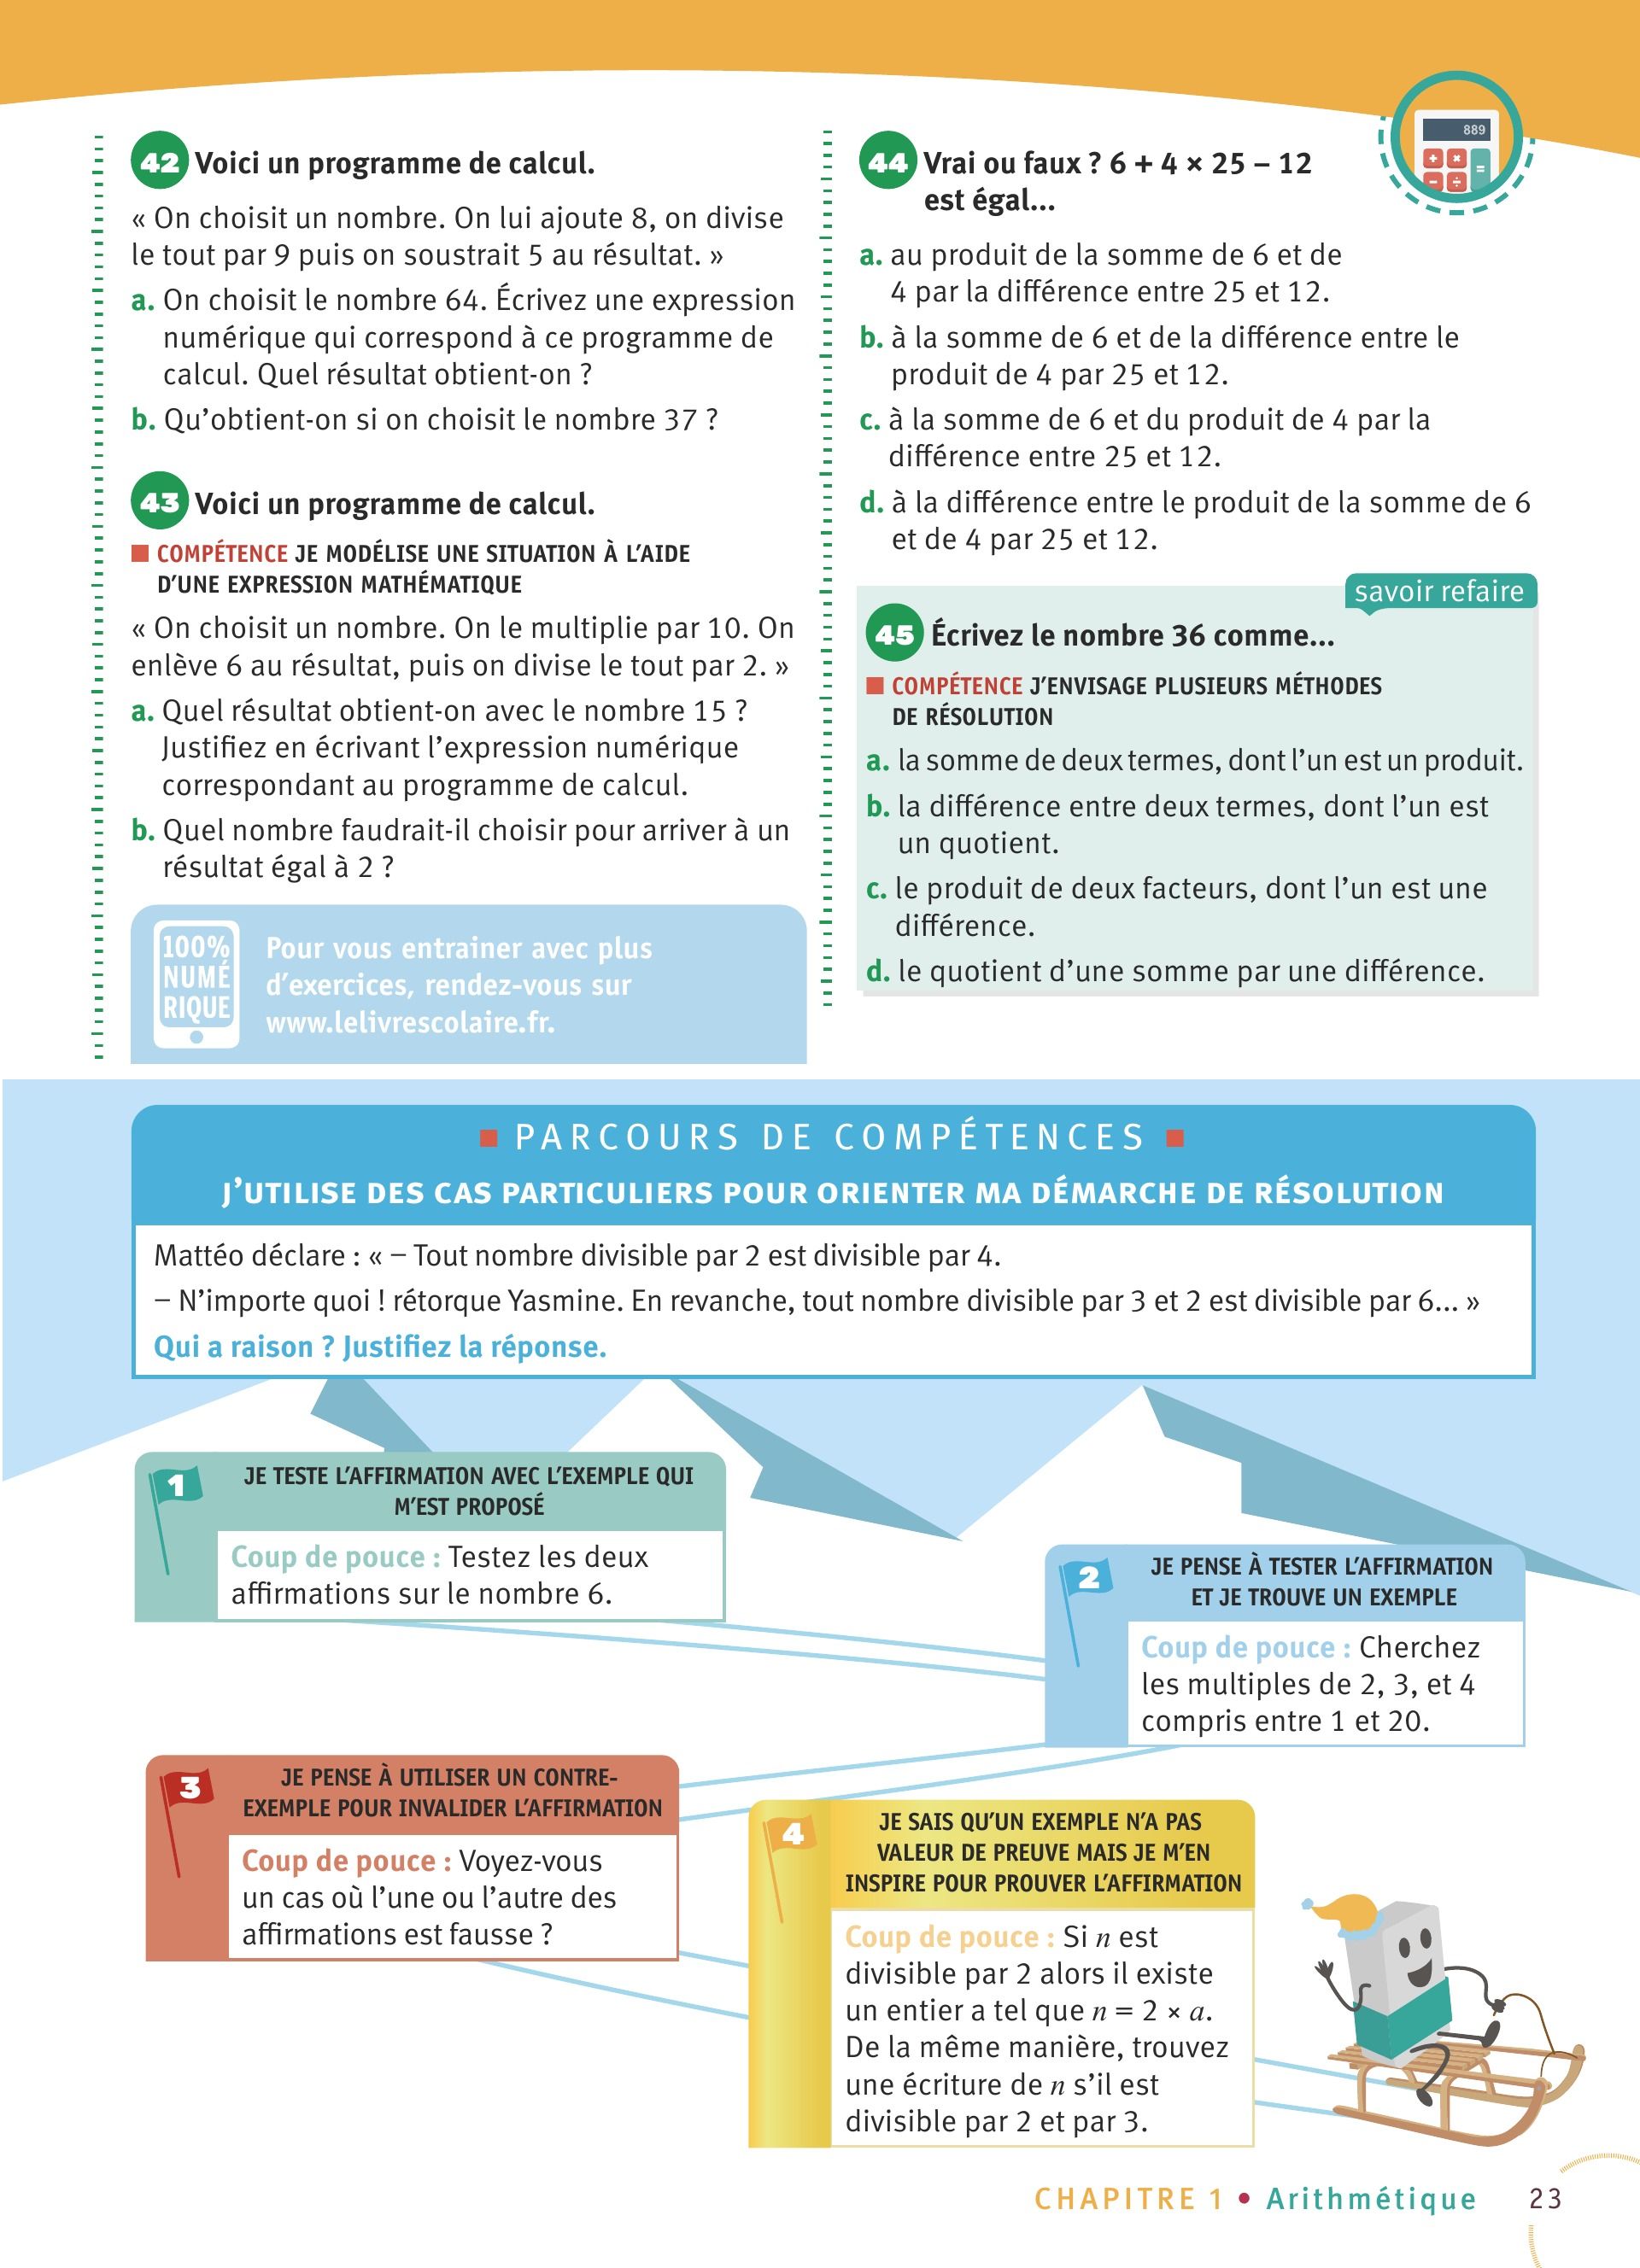 42 Voici un programme de calcul.
« On choisit un nombre. On lui ajoute 8, on divise
le tout par 9 puis on soustrait 5 au résultat. »
a. On choisit le nombre 64. Écrivez une expression
numérique qui correspond à ce programme de
calcul. Quel résultat obtient-on ?
b. Qu’obtient-on si on choisit le nombre 37 ?
43 Voici un programme de calcul.
COMPÉTENCE JE MODÉLISE UNE SITUATION À L’AIDE
D’UNE EXPRESSION MATHÉMATIQUE
« On choisit un nombre. On le multiplie par 10. On
enlève 6 au résultat, puis on divise le tout par 2. »
a. Quel résultat obtient-on avec le nombre 15 ?
Justifiez en écrivant l’expression numérique
correspondant au programme de calcul.
b. Quel nombre faudrait-il choisir pour arriver à un
résultat égal à 2 ?
100%
NUMÉ
RIQUE
Pour vous entrainer avec plus
d’exercices, rendez-vous sur
www.lelivrescolaire.fr.
889
44 Vrai ou faux ? 6 + 4 × 25 – 12
est égal...
a. au produit de la somme de 6 et de
4 par la différence entre 25 et 12.
b. à la somme de 6 et de la différence entre le
produit de 4 par 25 et 12.
c. à la somme de 6 et du produit de 4 par la
différence entre 25 et 12.
d. à la différence entre le produit de la somme de 6
et de 4 par 25 et 12.
savoir refaire
45 Écrivez le nombre 36 comme...
COMPÉTENCE J’ENVISAGE PLUSIEURS MÉTHODES
DE RÉSOLUTION
a. la somme de deux termes, dont l’un est un produit.
b. la différence entre deux termes, dont l’un est
un quotient.
c. le produit de deux facteurs, dont l’un est une
différence.
d. le quotient d’une somme par une différence.
PARCOURS DE COMPÉTENCES
J’UTILISE DES CAS PARTICULIERS POUR ORIENTER MA DÉMARCHE DE RÉSOLUTION
Mattéo déclare : « – Tout nombre divisible par 2 est divisible par 4.
– N’importe quoi ! rétorque Yasmine. En revanche, tout nombre divisible par 3 et 2 est divisible par 6... »
Qui a raison ? Justifiez la réponse.
1
JE TESTE L’AFFIRMATION AVEC L’EXEMPLE QUI
M’EST PROPOSÉ
Coup de pouce : Testez les deux
affirmations sur le nombre 6.
2
JE PENSE À TESTER L’AFFIRMATION
ET JE TROUVE UN EXEMPLE
Coup de pouce : Cherchez
les multiples de 2, 3, et 4
compris entre 1 et 20.
3
JE PENSE À UTILISER UN CONTRE-
EXEMPLE POUR INVALIDER L’AFFIRMATION
Coup de pouce : Voyez-vous
un cas où l’une ou l’autre des
affirmations est fausse ?
4
JE SAIS QU’UN EXEMPLE N’A PAS
VALEUR DE PREUVE MAIS JE M’EN
INSPIRE POUR PROUVER L’AFFIRMATION
Coup de pouce : Si n est
divisible par 2 alors il existe
un entier a tel que n = 2 × a.
De la même manière, trouvez
une écriture de n s’il est
divisible par 2 et par 3.
CHAPITRE 1 • Arithmétique 23